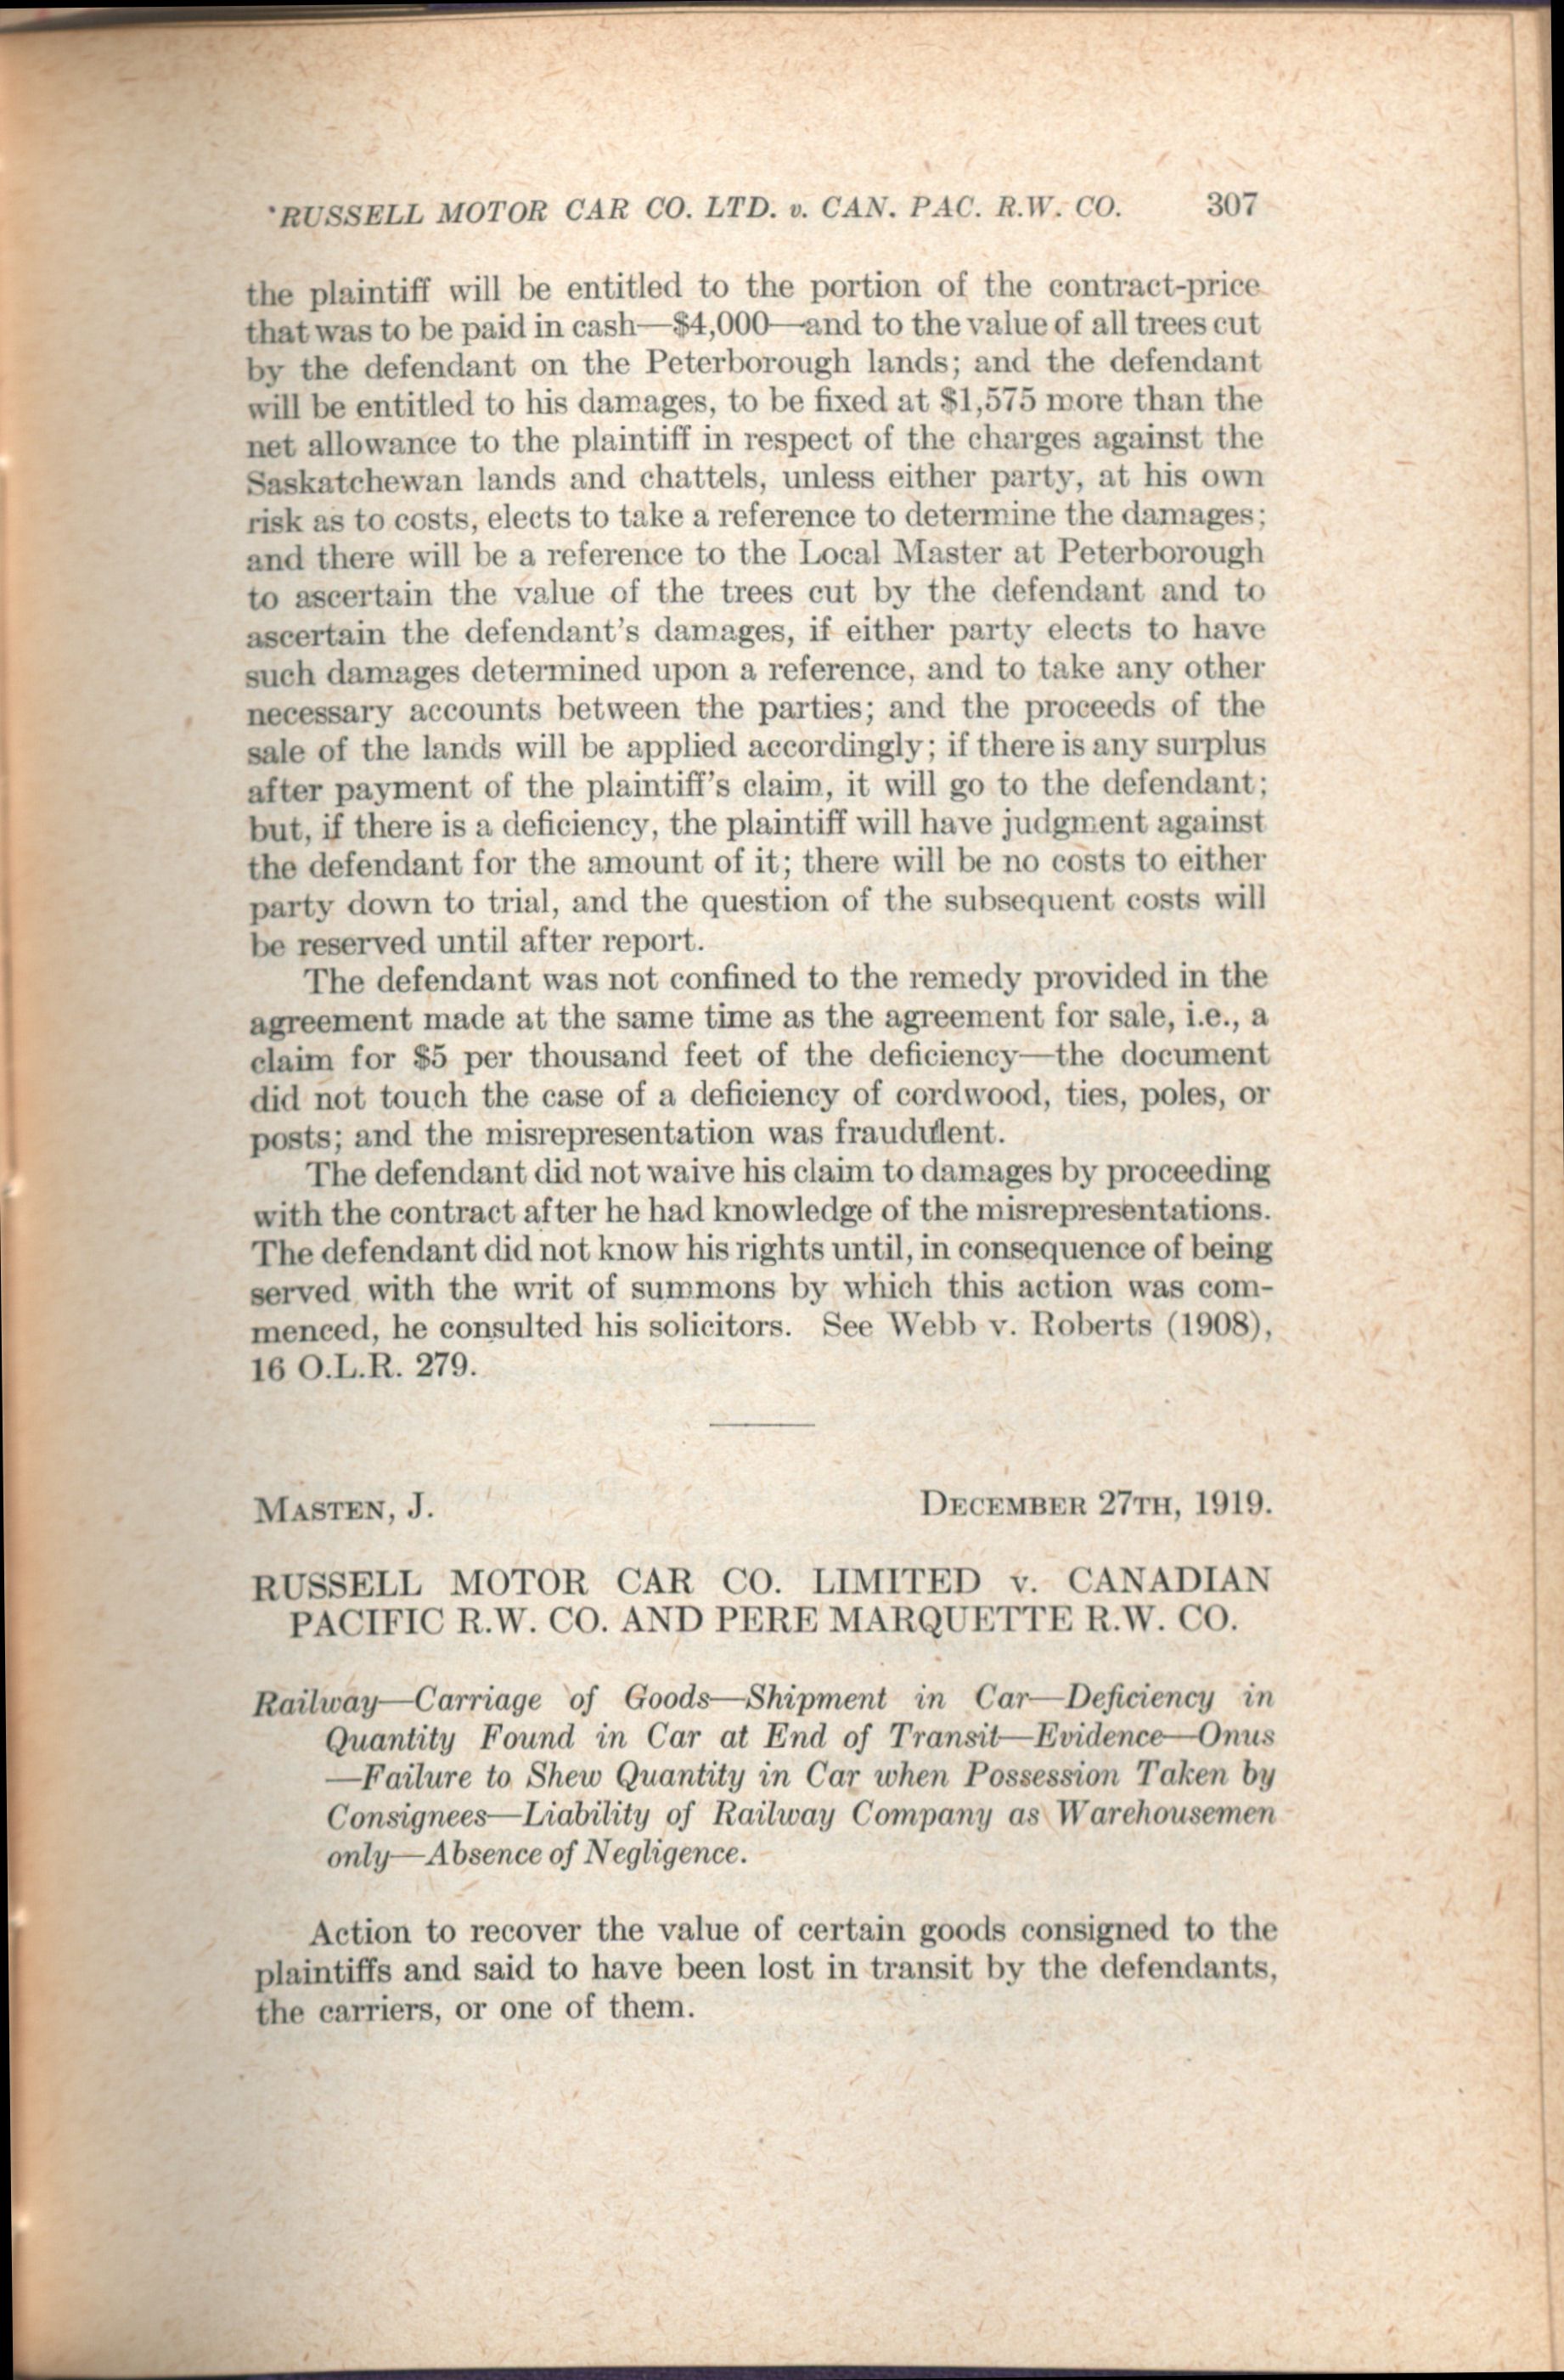 RUSSELL MOTOR CAR CO. LTD. v. CAN. PAC. R.W. CO. 307
the plaintiff will be entitled to the portion of the contract-price
that was to be paid in cash—$4,000—and to the value of all trees cut
by the defendant on the Peterborough lands; and the defendant
will be entitled to his damages, to be fixed at $1,575 more than the
net allowance to the plaintiff in respect of the charges against the
Saskatchewan lands and chattels, unless either party, at his own
risk as to costs, elects to take a reference to determine the damages;
and there will be a reference to the Local Master at Peterborough
to ascertain the value of the trees cut by the defendant and to
ascertain the defendant's damages, if either party elects to have
such damages determined upon a reference, and to take any other
necessary accounts between the parties; and the proceeds of the
sale of the lands will be applied accordingly; if there is any surplus
after payment of the plaintiff's claim, it will go to the defendant;
but, if there is a deficiency, the plaintiff will have judgment against
the defendant for the amount of it; there will be no costs to either
party down to trial, and the question of the subsequent costs will
be reserved until after report.
The defendant was not confined to the remedy provided in the
agreement made at the same time as the agreement for sale, i.e., a
claim for $5 per thousand feet of the deficiency—the document
did not touch the case of a deficiency of cordwood, ties, poles, or
posts; and the misrepresentation was fraudulent.
The defendant did not waive his claim to damages by proceeding
with the contract after he had knowledge of the misrepresentations.
The defendant did not know his rights until, in consequence of being
served with the writ of summons by which this action was com-
menced, he consulted his solicitors. See Webb v. Roberts (1908),
16 O.L.R. 279.
MASTEN, J. DECEMBER 27TH, 1919.
RUSSELL MOTOR CAR CO. LIMITED v. CANADIAN
PACIFIC R.W. CO. AND PERE MARQUETTE R.W. CO.
Railway—Carriage of Goods—Shipment in Car—Deficiency in
Quantity Found in Car at End of Transit—Evidence—Onus
—Failure to Shew Quantity in Car when Possession Taken by
Consignees—Liability of Railway Company as Warehousemen
only—Absence of Negligence.
Action to recover the value of certain goods consigned to the
plaintiffs and said to have been lost in transit by the defendants,
the carriers, or one of them.